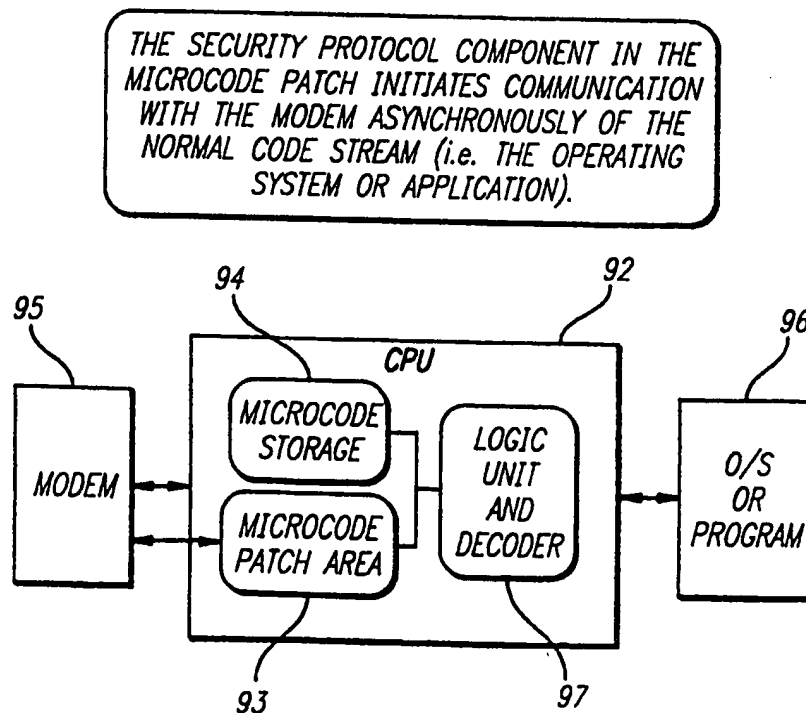 THE SECURITY PROTOCOL COMPONENT IN THE
MICROCODE PATCH INITIATES COMMUNICATION
WITH THE MODEM ASYNCHRONOUSLY OF THE
NORMAL CODE STREAM (i.e. THE OPERATING
SYSTEM OR APPLICATION).
94
92
95
96
CPU
MICROCODE
STORAGE
LOGIC
UNIT
AND
DECODER
MODEM
O/S
OR
PROGRAM
MICROCODE
PATCH AREA
93
97